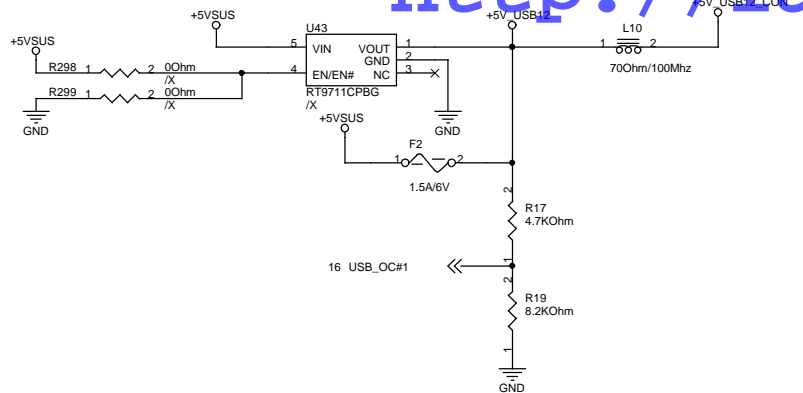 +5VSUS
+5VSUS
R298 1 2 0Ohm
/X
R299 1 2 0Ohm
/X
GND
U43
5 VIN VOUT 1
GND 2
4 EN/EN# NC 3
RT9711CPBG
/X
GND
+5V_USB12
L10
1 2
70Ohm/100Mhz
+5V_USB12_CON
+5VSUS
F2
1 2
1.5A/6V
2
R17
4.7KOhm
1
16 USB_OC#1
2
R19
8.2KOhm
1
GND